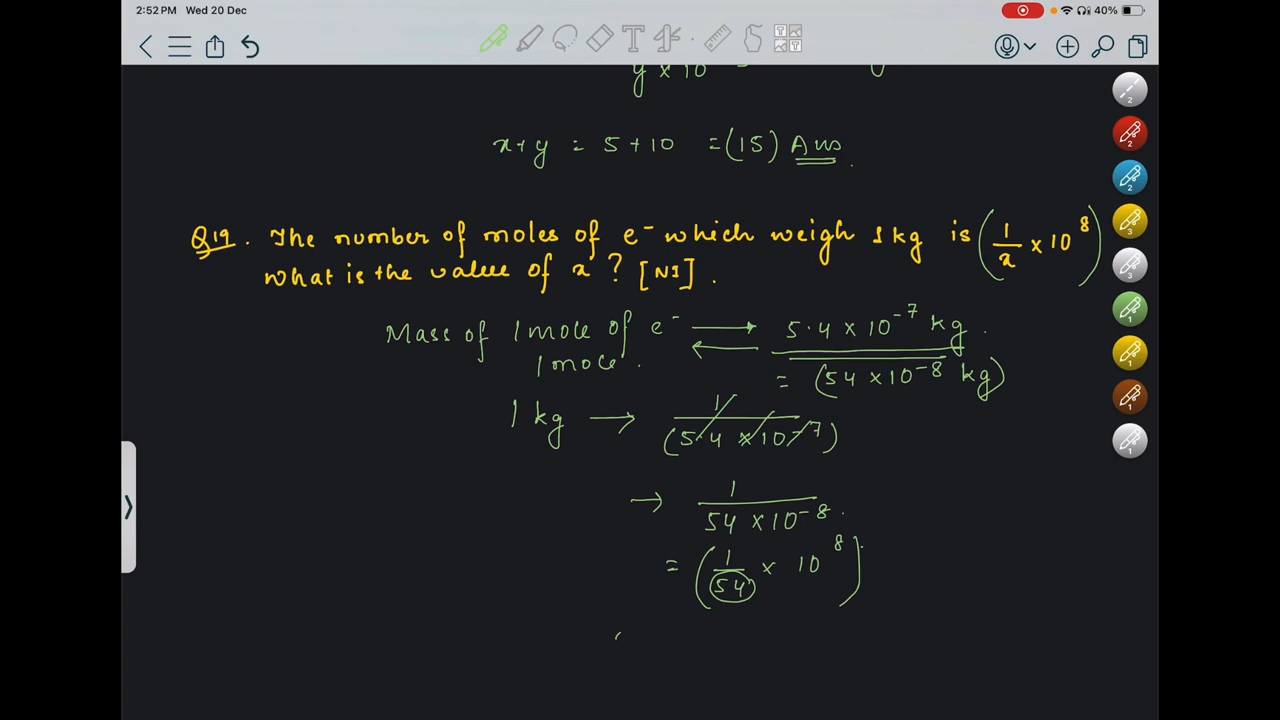 2:52 PM Wed 20 Dec
40%
y x 10
x+y = 5+10 = (15) Ans.
Q19. The number of moles of e⁻ which weigh 1 kg is (1/x × 10⁸)
what is the value of x ? [NI].
Mass of 1 mole of e⁻ ⟶ 5.4 × 10⁻⁷ kg.
1 mole. ⟵ = (54 × 10⁻⁸ kg)
1 kg ⟶ 1/(5.4 × 10⁻⁷)
→ 1/54 × 10⁻⁸.
= (1/54 × 10⁸)